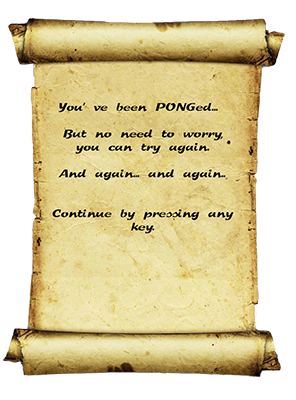 You' ve been PONGed...
But no need to worry,
you can try again.
And again... and again..
Continue by pressing any
key.